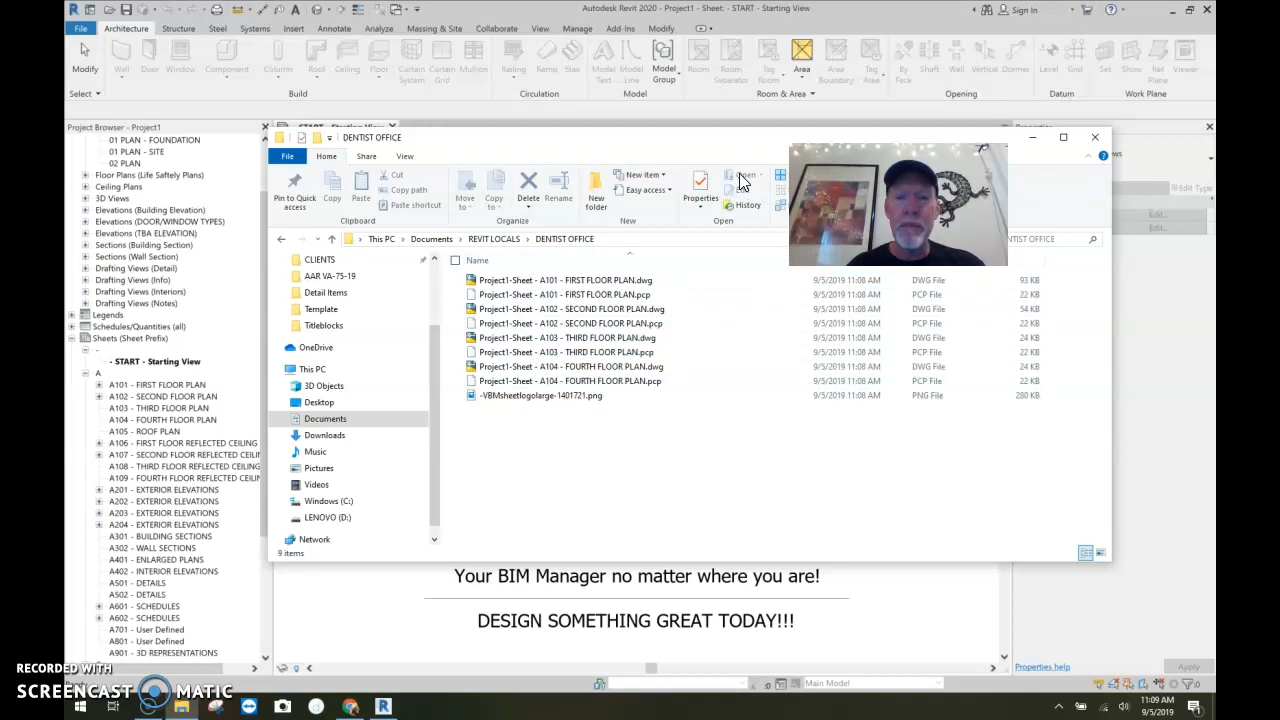 Autodesk Revit 2020 - Project1 - Sheet: - START - Starting View
Sign In
File Architecture Structure Steel Systems Insert Annotate Analyze Massing & Site Collaborate View Manage Add-Ins Modify
Modify Wall Door Window Component Column Roof Ceiling Floor Curtain System Curtain Grid Mullion Railing Ramp Stair Model Text Model Line Model Group Room Room Separator Tag Room Area Area Boundary Tag Area By Face Shaft Wall Vertical Dormer Level Grid Set Show Ref Plane Viewer
Select Build Circulation Model Room & Area Opening Datum Work Plane
Project Browser - Project1
01 PLAN - FOUNDATION
01 PLAN - SITE
02 PLAN
Floor Plans (Life Saftely Plans)
Ceiling Plans
3D Views
Elevations (Building Elevation)
Elevations (DOOR/WINDOW TYPES)
Elevations (TBA ELEVATION)
Sections (Building Section)
Sections (Wall Section)
Drafting Views (Detail)
Drafting Views (Info)
Drafting Views (Interiors)
Drafting Views (Notes)
Legends
Schedules/Quantities (all)
Sheets (Sheet Prefix)
-
- START - Starting View
A
A101 - FIRST FLOOR PLAN
A102 - SECOND FLOOR PLAN
A103 - THIRD FLOOR PLAN
A104 - FOURTH FLOOR PLAN
A105 - ROOF PLAN
A106 - FIRST FLOOR REFLECTED CEILING
A107 - SECOND FLOOR REFLECTED CEILI
A108 - THIRD FLOOR REFLECTED CEILING
A109 - FOURTH FLOOR REFLECTED CEILIN
A201 - EXTERIOR ELEVATIONS
A202 - EXTERIOR ELEVATIONS
A203 - EXTERIOR ELEVATIONS
A204 - EXTERIOR ELEVATIONS
A301 - BUILDING SECTIONS
A302 - WALL SECTIONS
A401 - ENLARGED PLANS
A402 - INTERIOR ELEVATIONS
A501 - DETAILS
A502 - DETAILS
A601 - SCHEDULES
A602 - SCHEDULES
A701 - User Defined
A801 - User Defined
A901 - 3D REPRESENTATIONS
DENTIST OFFICE
File Home Share View
Pin to Quick access
Copy
Paste
Cut
Copy path
Paste shortcut
Move to
Copy to
Delete
Rename
New folder
New item
Easy access
Properties
Open
History
Clipboard Organize New Open
This PC > Documents > REVIT LOCALS > DENTIST OFFICE
CLIENTS
AAR VA-75-19
Detail Items
Template
Titleblocks
OneDrive
This PC
3D Objects
Desktop
Documents
Downloads
Music
Pictures
Videos
Windows (C:)
LENOVO (D:)
Network
9 items
Name
Project1-Sheet - A101 - FIRST FLOOR PLAN.dwg 9/5/2019 11:08 AM DWG File 93 KB
Project1-Sheet - A101 - FIRST FLOOR PLAN.pcp 9/5/2019 11:08 AM PCP File 22 KB
Project1-Sheet - A102 - SECOND FLOOR PLAN.dwg 9/5/2019 11:08 AM DWG File 54 KB
Project1-Sheet - A102 - SECOND FLOOR PLAN.pcp 9/5/2019 11:08 AM PCP File 22 KB
Project1-Sheet - A103 - THIRD FLOOR PLAN.dwg 9/5/2019 11:08 AM DWG File 24 KB
Project1-Sheet - A103 - THIRD FLOOR PLAN.pcp 9/5/2019 11:08 AM PCP File 22 KB
Project1-Sheet - A104 - FOURTH FLOOR PLAN.dwg 9/5/2019 11:08 AM DWG File 24 KB
Project1-Sheet - A104 - FOURTH FLOOR PLAN.pcp 9/5/2019 11:08 AM PCP File 22 KB
-VBMsheetlogolarge-1401721.png 9/5/2019 11:08 AM PNG File 280 KB
Edit Type
Edit...
Edit...
Your BIM Manager no matter where you are!
DESIGN SOMETHING GREAT TODAY!!!
Properties help
Apply
:0 Main Model :0
RECORDED WITH
SCREENCAST MATIC
11:09 AM
9/5/2019